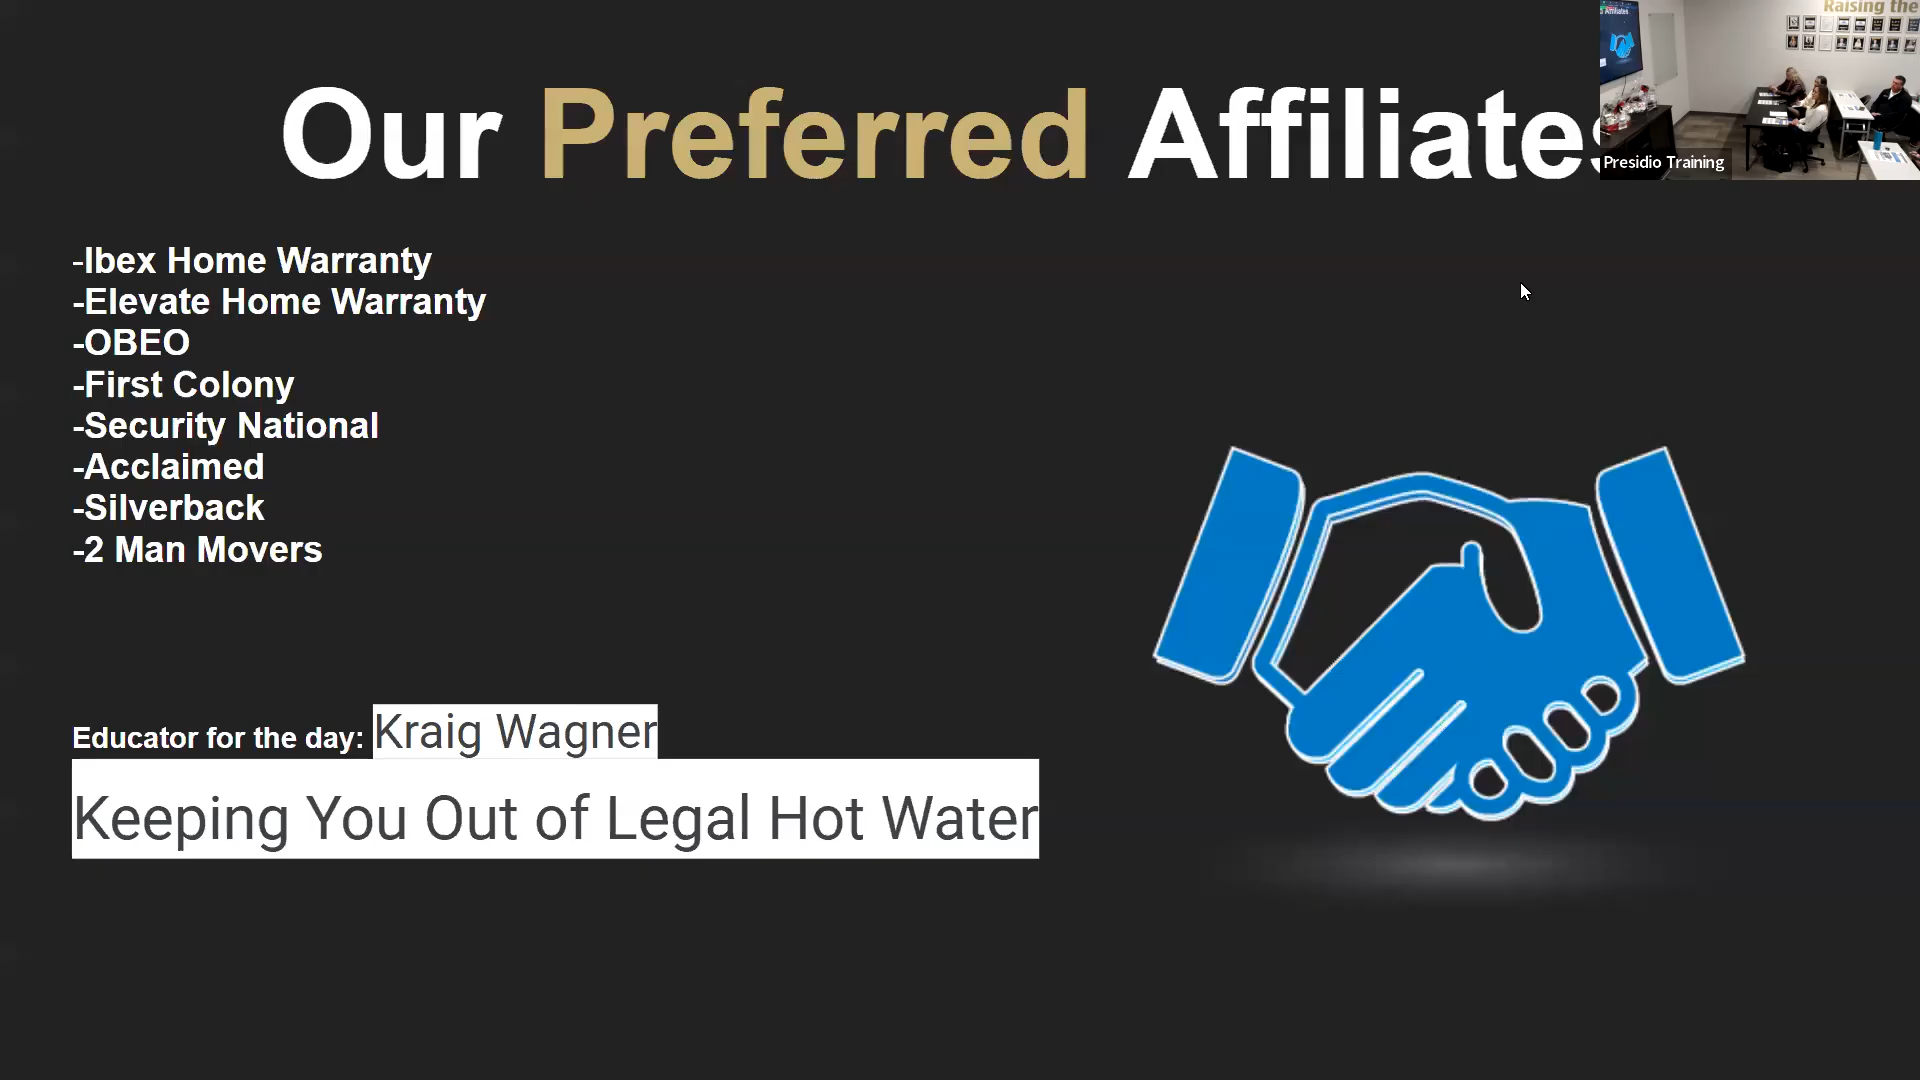 Our Preferred Affiliates
Raising the
Presidio Training
-Ibex Home Warranty
-Elevate Home Warranty
-OBEO
-First Colony
-Security National
-Acclaimed
-Silverback
-2 Man Movers
Educator for the day: Kraig Wagner
Keeping You Out of Legal Hot Water